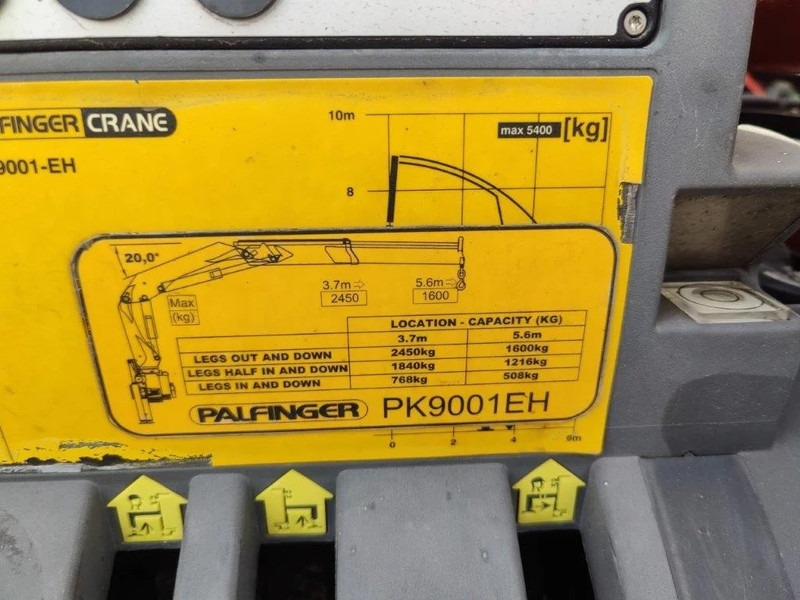 FINGER CRANE
9001-EH
10m
max 5400 [kg]
8
20,0°
3.7m
2450
5.6m
1600
Max
(kg)
LOCATION - CAPACITY (KG)
3.7m 5.6m
LEGS OUT AND DOWN 2450kg 1600kg
LEGS HALF IN AND DOWN 1840kg 1216kg
LEGS IN AND DOWN 768kg 508kg
PALFINGER PK9001EH
0 2 4 6m